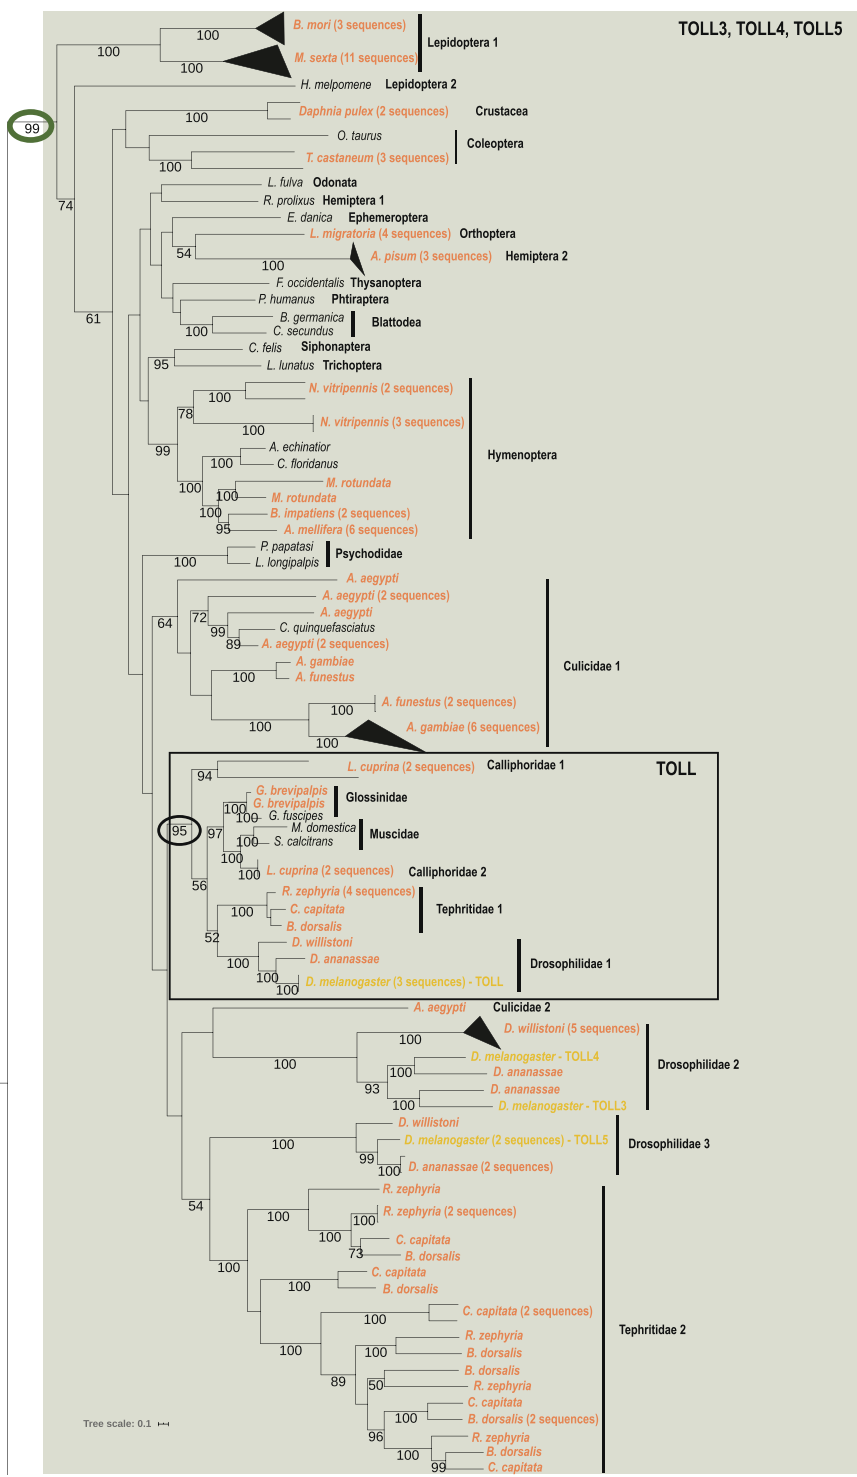 TOLL3, TOLL4, TOLL5
B. mori (3 sequences)
100
Lepidoptera 1
100
M. sexta (11 sequences)
100
H. melpomene Lepidoptera 2
Daphnia pulex (2 sequences) Crustacea
100
99
O. taurus
Coleoptera
T. castaneum (3 sequences)
100
L. fulva Odonata
74
R. prolixus Hemiptera 1
E. danica Ephemeroptera
L. migratoria (4 sequences) Orthoptera
54
A. pisum (3 sequences) Hemiptera 2
100
F. occidentalis Thysanoptera
P. humanus Phtiraptera
61
B. germanica
Blattodea
100
C. secundus
C. felis Siphonaptera
95
L. lunatus Trichoptera
N. vitripennis (2 sequences)
100
78
N. vitripennis (3 sequences)
100
99
A. echinatior
Hymenoptera
100
C. floridanus
100
M. rotundata
100
M. rotundata
100
B. impatiens (2 sequences)
95
A. mellifera (6 sequences)
P. papatasi
Psychodidae
100
L. longipalpis
A. aegypti
A. aegypti (2 sequences)
64
72
A. aegypti
99
C. quinquefasciatus
89
A. aegypti (2 sequences)
A. gambiae
Culicidae 1
100
A. funestus
A. funestus (2 sequences)
100
100
A. gambiae (6 sequences)
100
TOLL
L. cuprina (2 sequences) Calliphoridae 1
94
G. brevipalpis
Glossinidae
100
G. brevipalpis
100
G. fuscipes
95
97
M. domestica
Muscidae
100
S. calcitrans
100
L. cuprina (2 sequences) Calliphoridae 2
100
56
R. zephyria (4 sequences)
100
C. capitata
Tephritidae 1
B. dorsalis
52
D. willistoni
100
D. ananassae
Drosophilidae 1
100
D. melanogaster (3 sequences) - TOLL
100
A. aegypti Culicidae 2
D. willistoni (5 sequences)
100
100
D. melanogaster - TOLL4
Drosophilidae 2
100
D. ananassae
93
D. ananassae
100
D. melanogaster - TOLL3
D. willistoni
100
D. melanogaster (2 sequences) - TOLL5
Drosophilidae 3
99
D. ananassae (2 sequences)
100
R. zephyria
54
100
R. zephyria (2 sequences)
100
100
C. capitata
73
B. dorsalis
100
C. capitata
100
B. dorsalis
C. capitata (2 sequences)
100
Tephritidae 2
R. zephyria
100
100
B. dorsalis
B. dorsalis
89
50
R. zephyria
C. capitata
100
B. dorsalis (2 sequences)
Tree scale: 0.1
96
R. zephyria
100
B. dorsalis
99
C. capitata